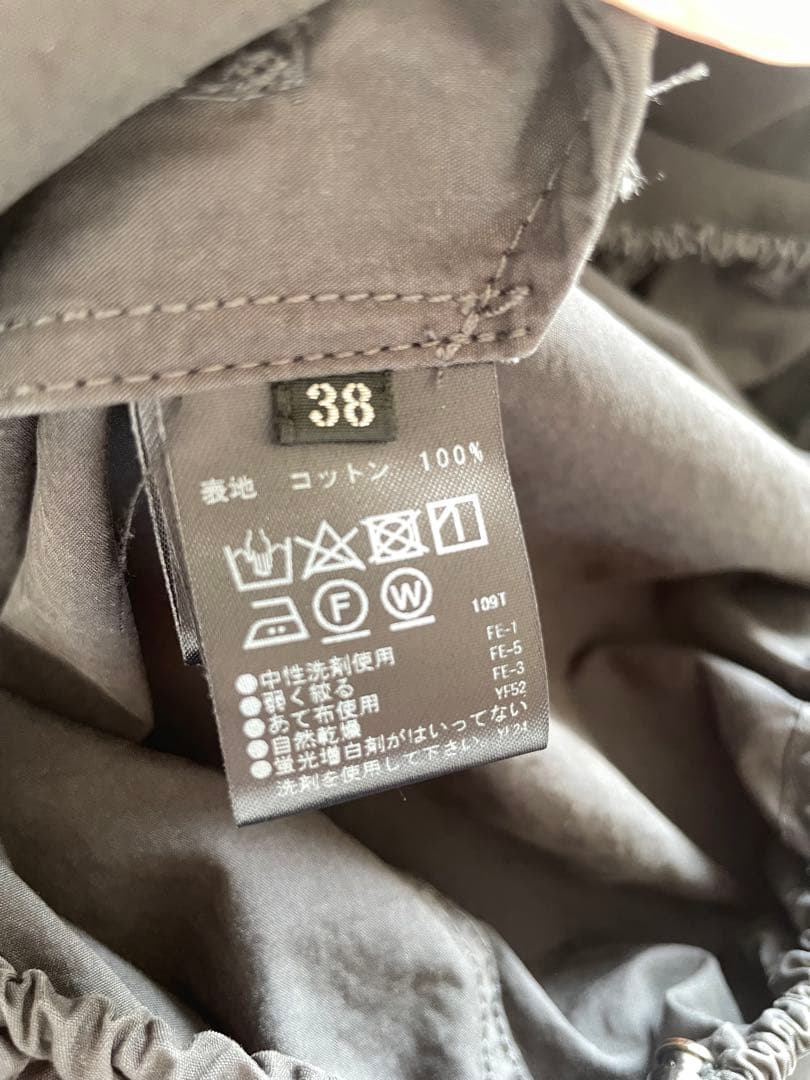 38
表地 コットン 100%
F W
109T
FE-1
FE-5
FE-3
YF52
YL24
●中性洗剤使用
●弱く絞る
●あて布使用
●自然乾燥
●蛍光増白剤がはいってない
洗剤を使用して下さい。